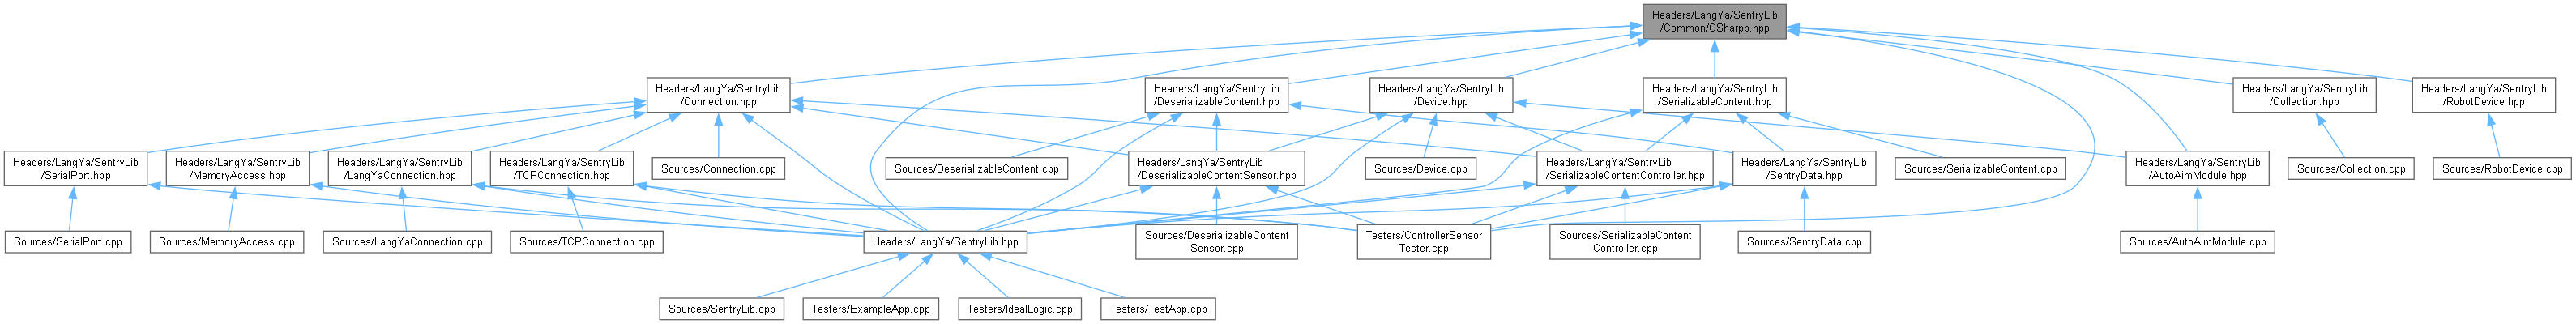 Headers/LangYa/SentryLib
/Common/CSharpp.hpp
Headers/LangYa/SentryLib
/Connection.hpp
Headers/LangYa/SentryLib
/DeserializableContent.hpp
Headers/LangYa/SentryLib
/Device.hpp
Headers/LangYa/SentryLib
/SerializableContent.hpp
Headers/LangYa/SentryLib
/Collection.hpp
Headers/LangYa/SentryLib
/RobotDevice.hpp
Headers/LangYa/SentryLib
/SerialPort.hpp
Headers/LangYa/SentryLib
/MemoryAccess.hpp
Headers/LangYa/SentryLib
/LangYaConnection.hpp
Headers/LangYa/SentryLib
/TCPConnection.hpp
Sources/Connection.cpp
Sources/DeserializableContent.cpp
Headers/LangYa/SentryLib
/DeserializableContentSensor.hpp
Sources/Device.cpp
Headers/LangYa/SentryLib
/SerializableContentController.hpp
Headers/LangYa/SentryLib
/SentryData.hpp
Sources/SerializableContent.cpp
Headers/LangYa/SentryLib
/AutoAimModule.hpp
Sources/Collection.cpp
Sources/RobotDevice.cpp
Sources/SerialPort.cpp
Sources/MemoryAccess.cpp
Sources/LangYaConnection.cpp
Sources/TCPConnection.cpp
Headers/LangYa/SentryLib.hpp
Sources/DeserializableContent
Sensor.cpp
Testers/ControllerSensor
Tester.cpp
Sources/SerializableContent
Controller.cpp
Sources/SentryData.cpp
Sources/AutoAimModule.cpp
Sources/SentryLib.cpp
Testers/ExampleApp.cpp
Testers/IdealLogic.cpp
Testers/TestApp.cpp